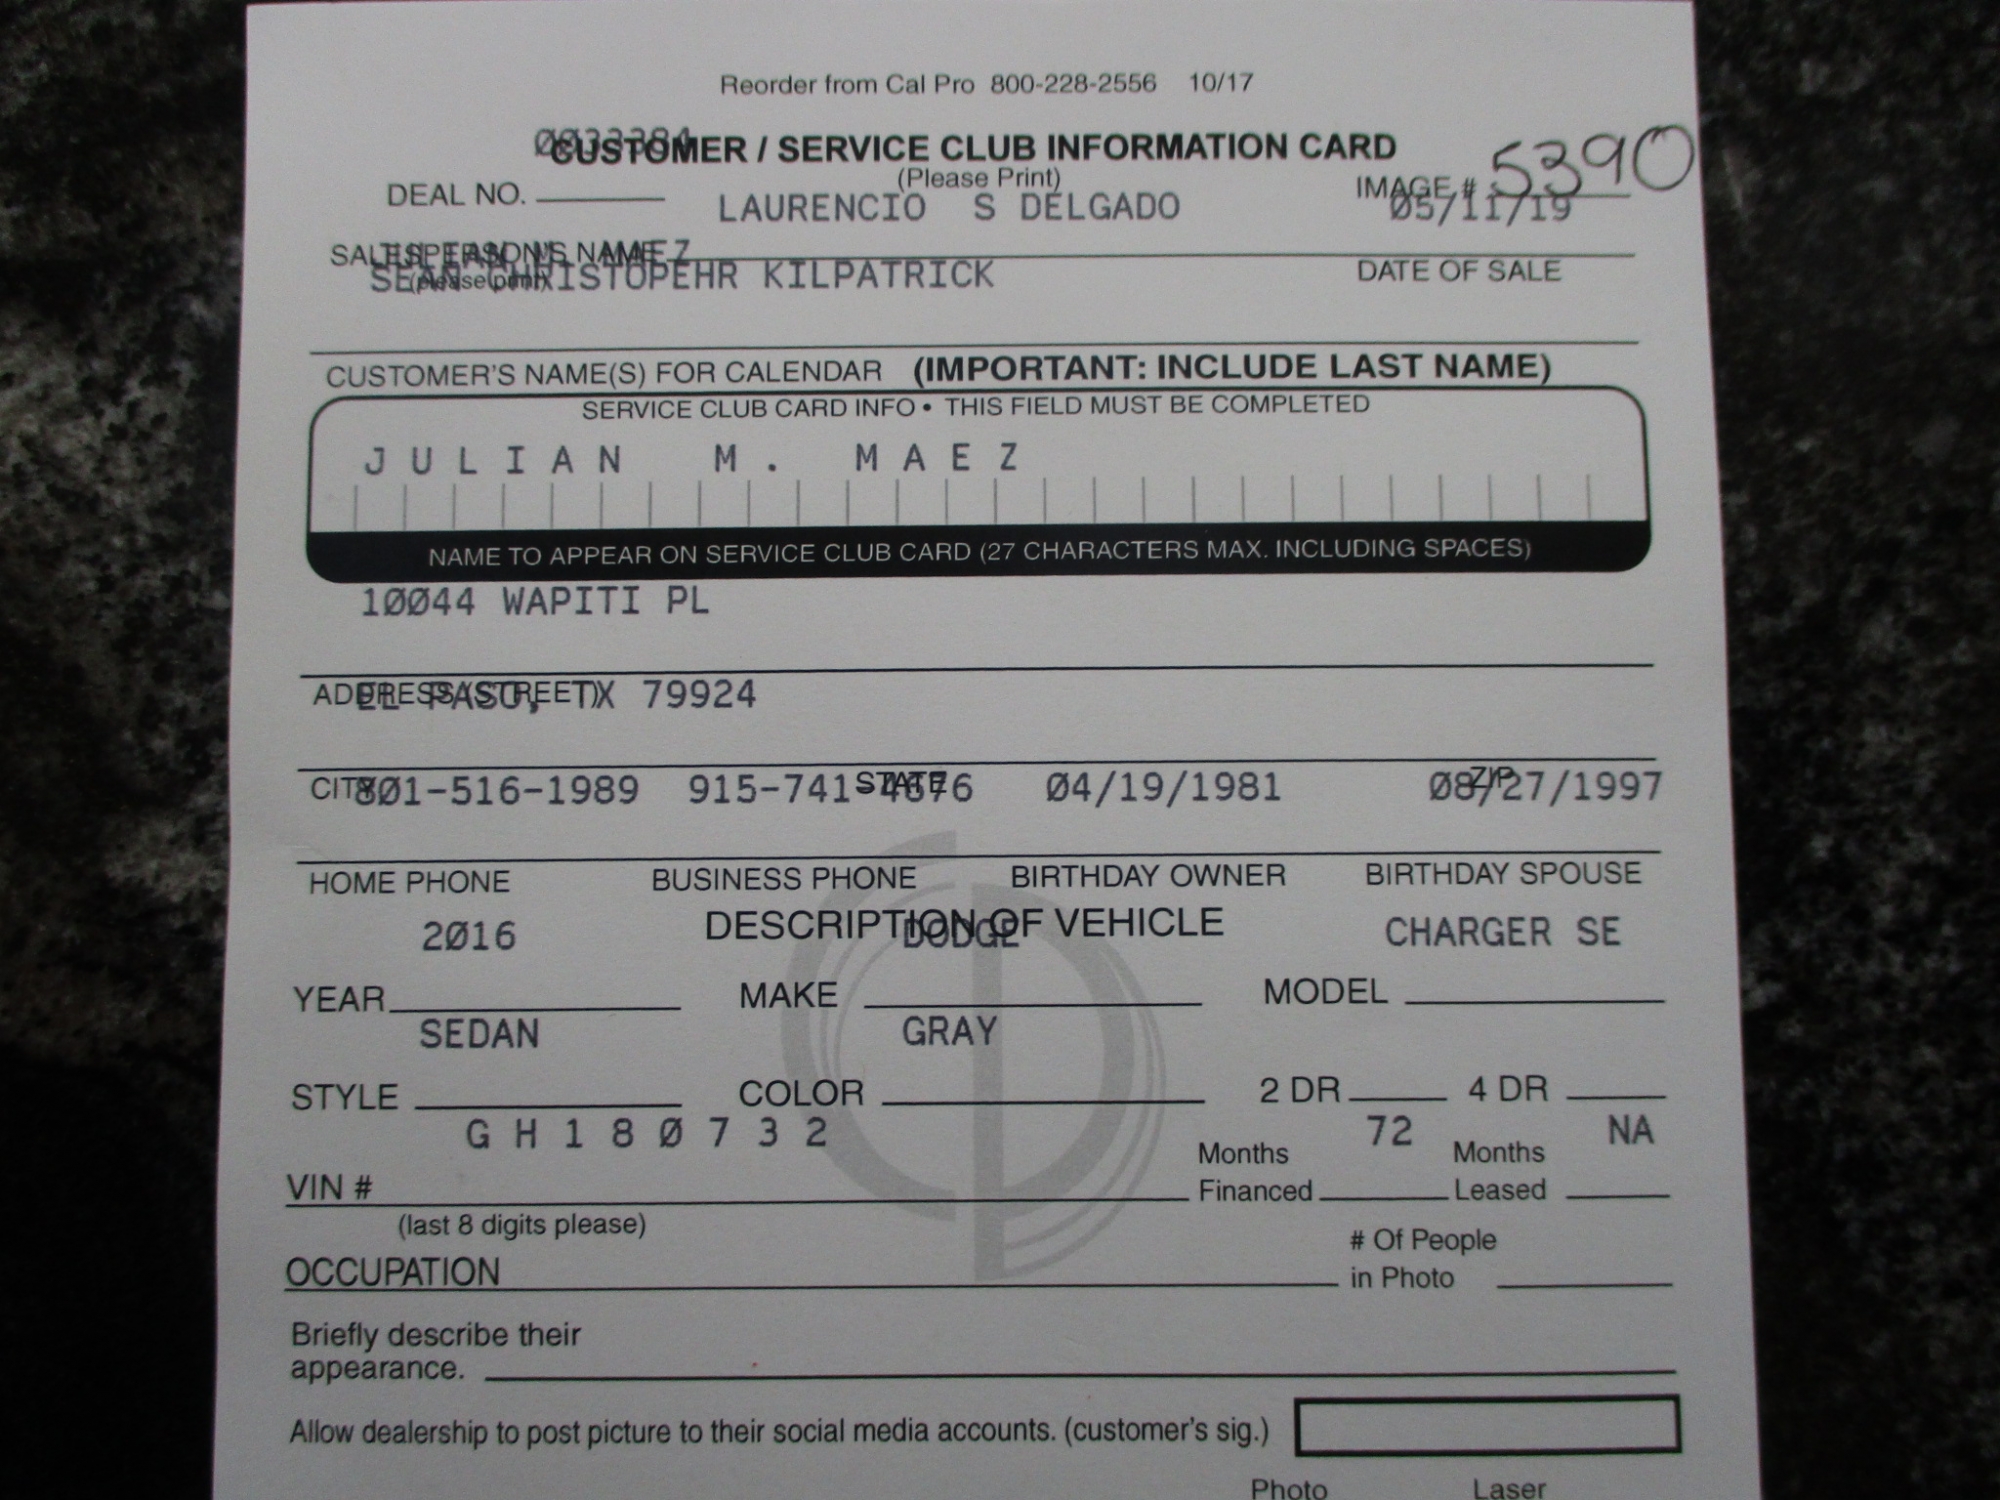 Reorder from Cal Pro 800-228-2556 10/17
CUSTOMER / SERVICE CLUB INFORMATION CARD
(Please Print)
DEAL NO. LAURENCIO S DELGADO IMAGE # 5390
05/11/19
SALESPERSON'S NAME
(please print) CHRISTOPEHR KILPATRICK DATE OF SALE
CUSTOMER'S NAME(S) FOR CALENDAR (IMPORTANT: INCLUDE LAST NAME)
SERVICE CLUB CARD INFO • THIS FIELD MUST BE COMPLETED
JULIAN M. MAEZ
NAME TO APPEAR ON SERVICE CLUB CARD (27 CHARACTERS MAX. INCLUDING SPACES)
10044 WAPITI PL
ADDRESS (STREET)
EL PASO, TX 79924
CITY STATE ZIP
801-516-1989 915-741-4676 04/19/1981 08/27/1997
HOME PHONE BUSINESS PHONE BIRTHDAY OWNER BIRTHDAY SPOUSE
DESCRIPTION OF VEHICLE
2016 DODGE CHARGER SE
YEAR MAKE MODEL
SEDAN GRAY
STYLE COLOR 2 DR 4 DR
GH180732 72 NA
VIN # Months Financed Months Leased
(last 8 digits please)
OCCUPATION # Of People in Photo
Briefly describe their
appearance.
Allow dealership to post picture to their social media accounts. (customer's sig.)
Photo Laser